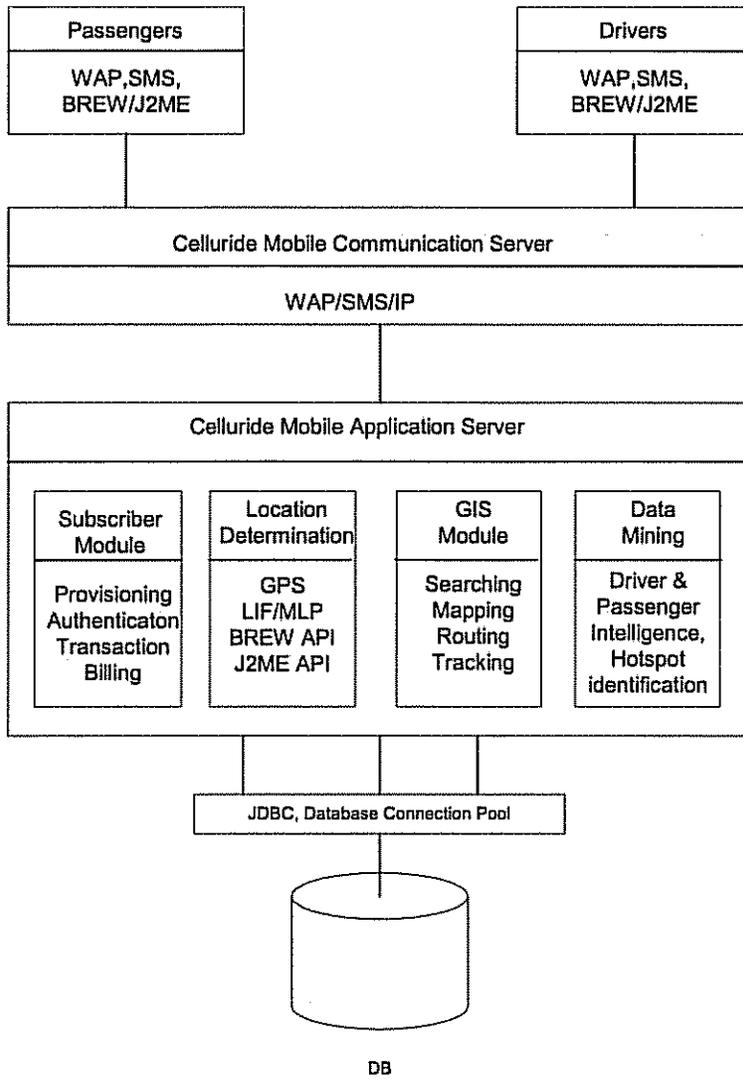 Passengers
WAP,SMS,
BREW/J2ME
Drivers
WAP,SMS,
BREW/J2ME
Celluride Mobile Communication Server
WAP/SMS/IP
Celluride Mobile Application Server
Subscriber
Module
Provisioning
Authenticaton
Transaction
Billing
Location
Determination
GPS
LIF/MLP
BREW API
J2ME API
GIS
Module
Searching
Mapping
Routing
Tracking
Data
Mining
Driver &
Passenger
Intelligence,
Hotspot
identification
JDBC, Database Connection Pool
DB